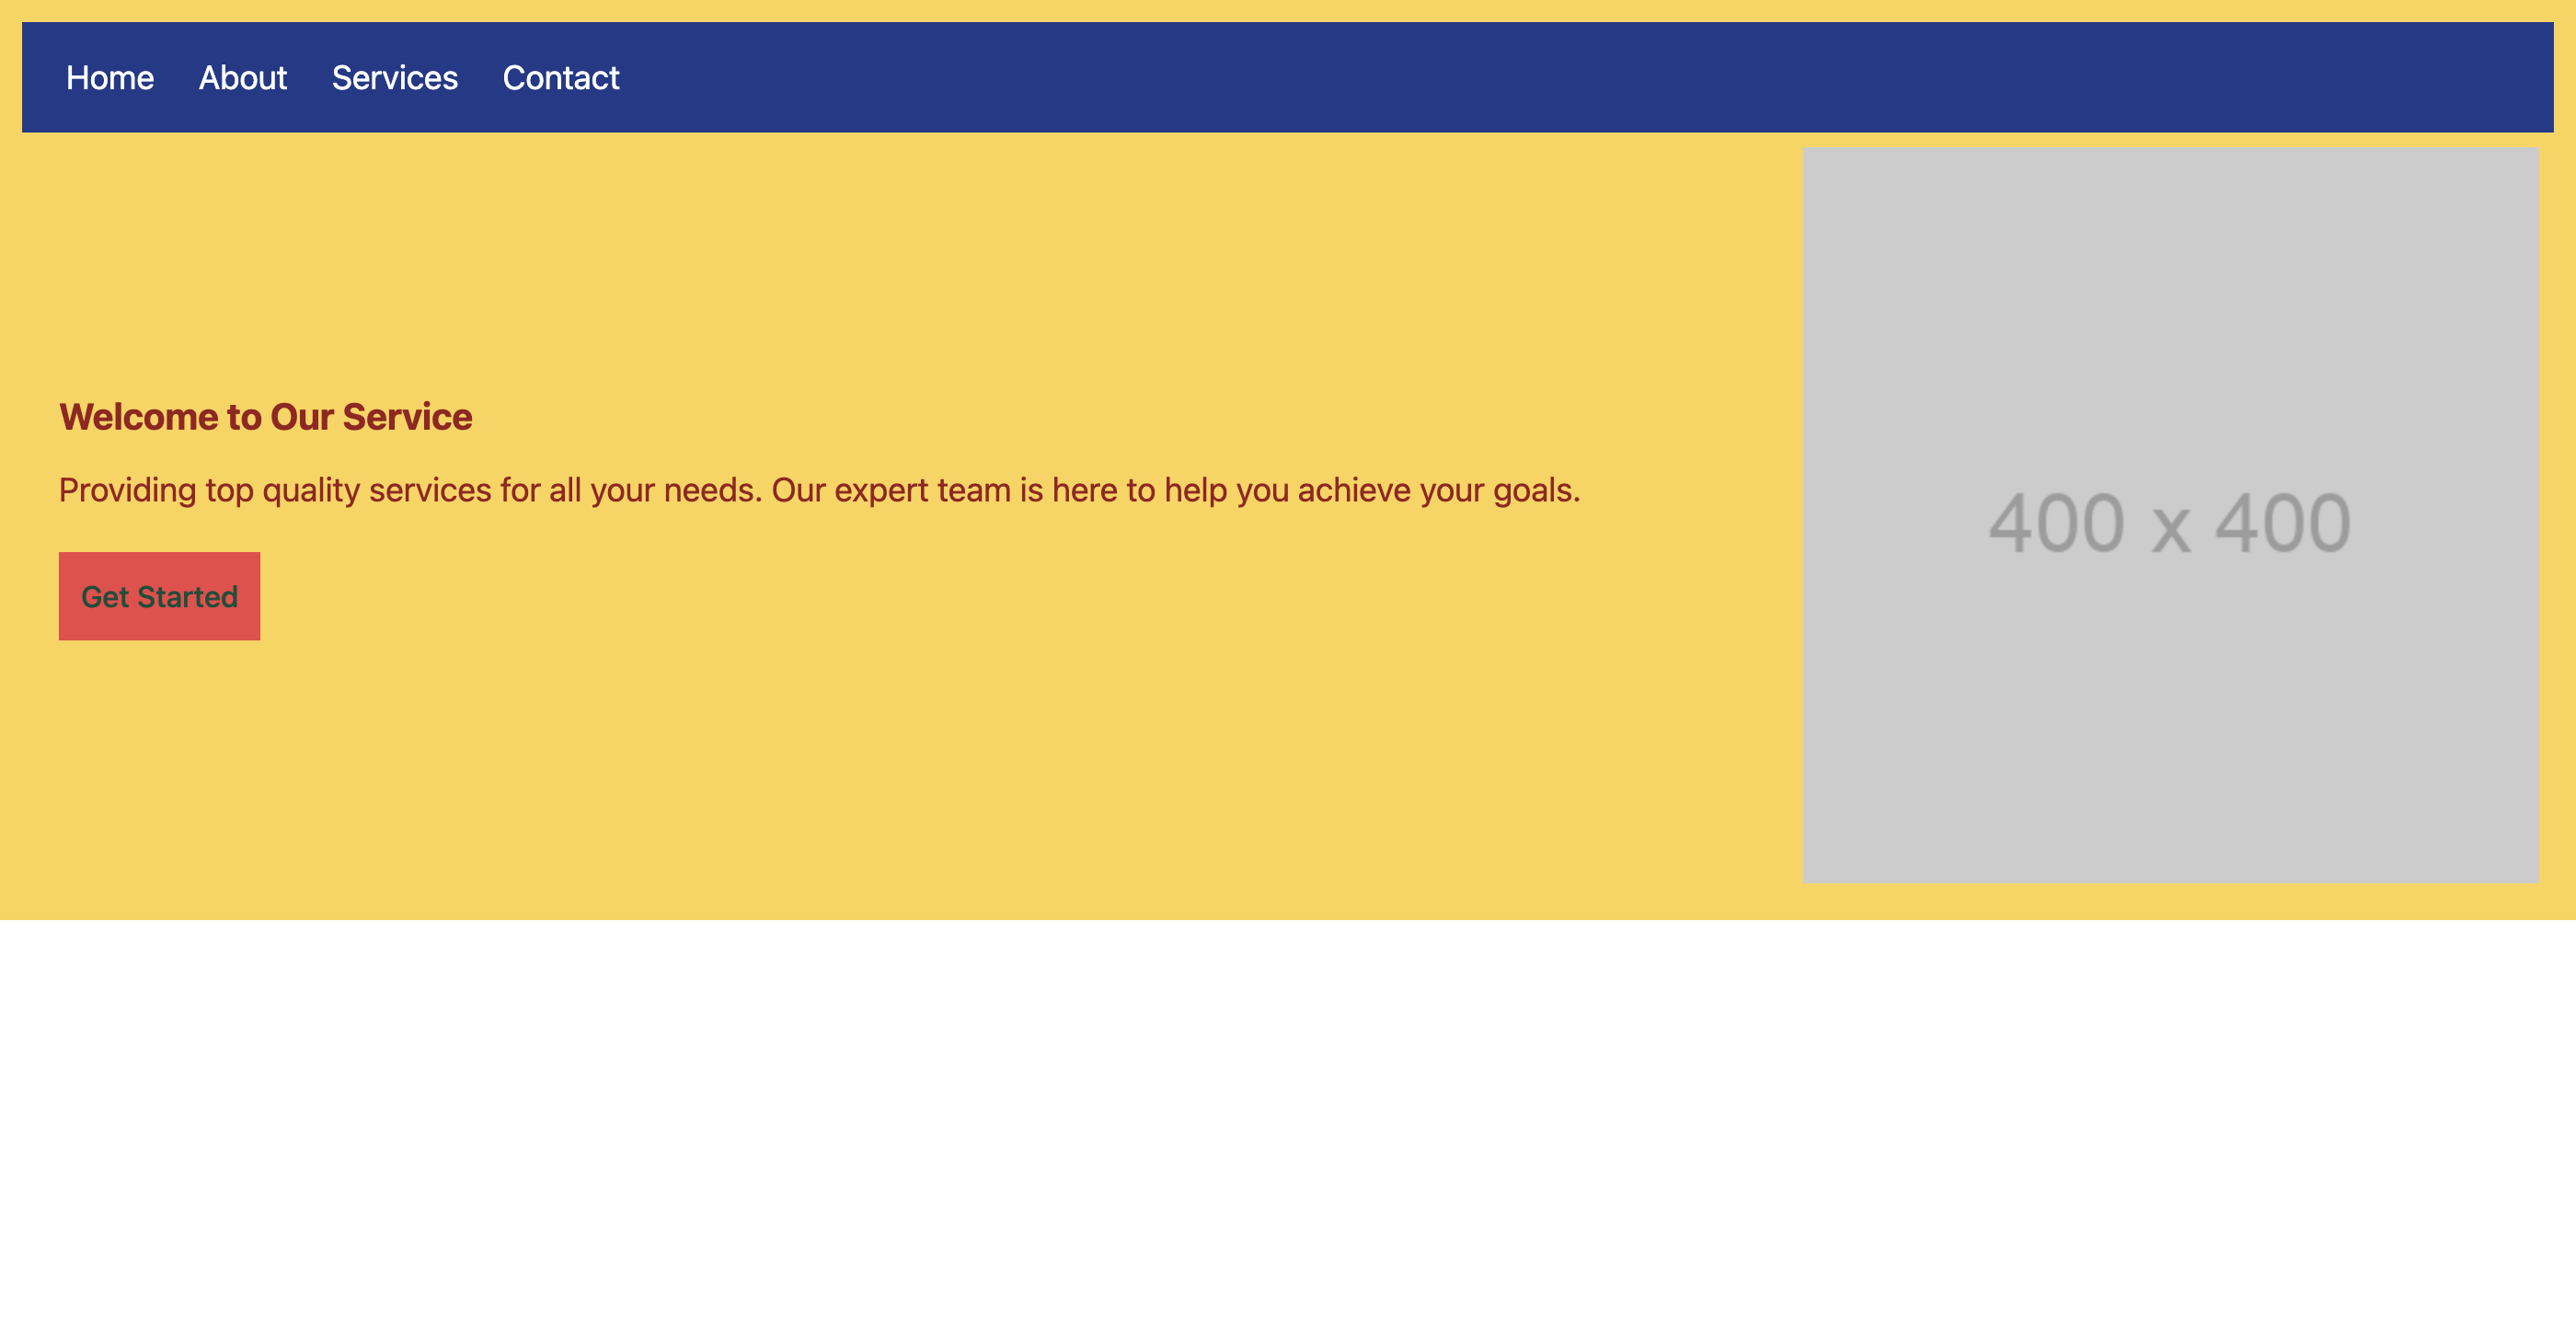 Home About Services Contact
Welcome to Our Service
Providing top quality services for all your needs. Our expert team is here to help you achieve your goals.
Get Started
400 x 400